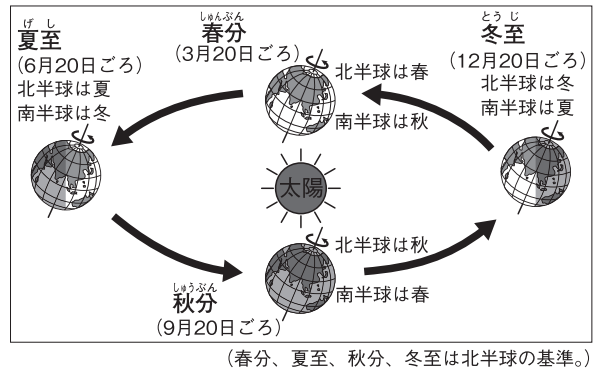 げし
夏至
(6月20日ごろ)
北半球は夏
南半球は冬
しゅんぶん
春分
(3月20日ごろ)
北半球は春
南半球は秋
とうじ
冬至
(12月20日ごろ)
北半球は冬
南半球は夏
太陽
しゅうぶん
秋分
(9月20日ごろ)
北半球は秋
南半球は春
(春分、夏至、秋分、冬至は北半球の基準。)